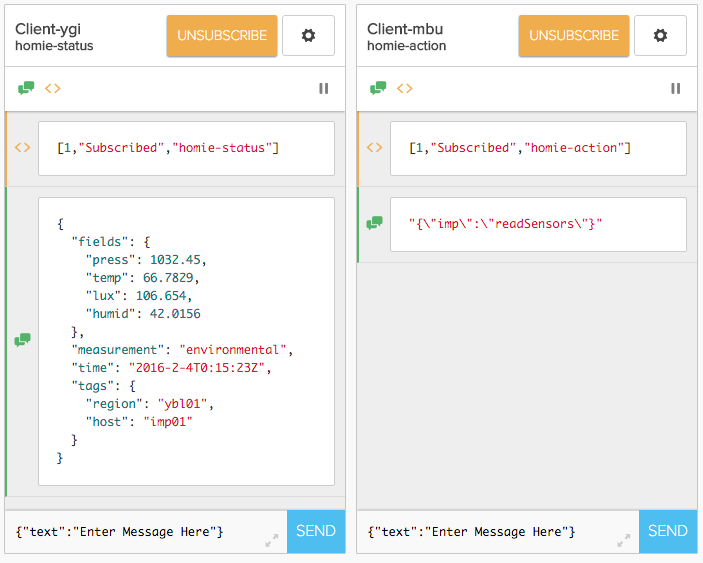 Client-ygi
homie-status
UNSUBSCRIBE
[1,"Subscribed","homie-status"]
{
"fields": {
"press": 1032.45,
"temp": 66.7829,
"lux": 106.654,
"humid": 42.0156
},
"measurement": "environmental",
"time": "2016-2-4T0:15:23Z",
"tags": {
"region": "ybl01",
"host": "imp01"
}
}
{"text":"Enter Message Here"}
SEND
Client-mbu
homie-action
UNSUBSCRIBE
[1,"Subscribed","homie-action"]
"{\"imp\":\"readSensors\"}"
{"text":"Enter Message Here"}
SEND